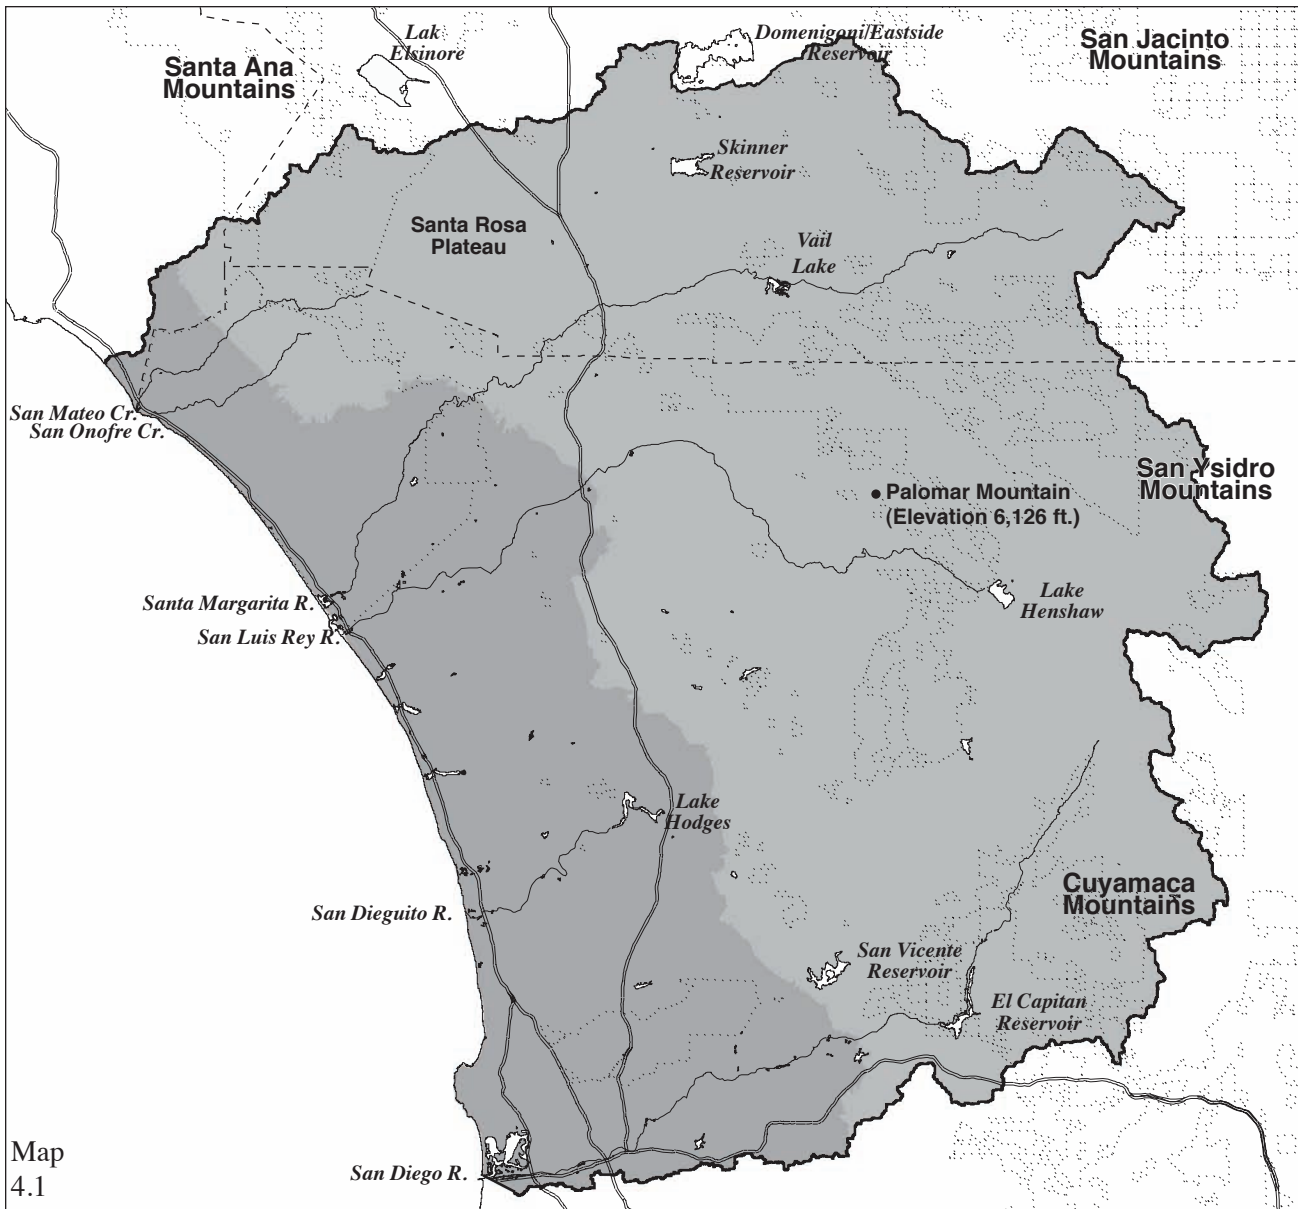 Lak
Elsinore
Domenigoni/Eastside
Reservoir
San Jacinto
Mountains
Santa Ana
Mountains
Skinner
Reservoir
Santa Rosa
Plateau
Vail
Lake
San Mateo Cr.
San Onofre Cr.
San Ysidro
Mountains
Palomar Mountain
(Elevation 6,126 ft.)
Lake
Henshaw
Santa Margarita R.
San Luis Rey R.
Lake
Hodges
Cuyamaca
Mountains
San Dieguito R.
San Vicente
Reservoir
El Capitan
Reservoir
Map
4.1
San Diego R.